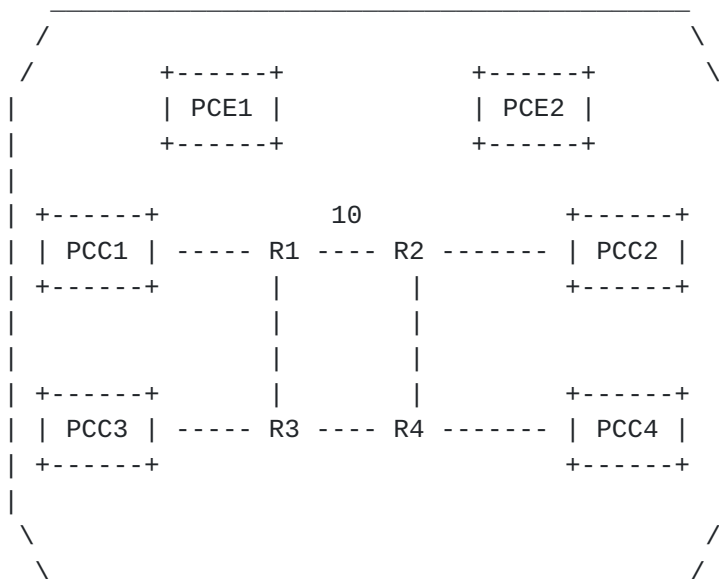 PCE1 PCE2
10
PCC1 ----- R1 ---- R2 ------- PCC2
PCC3 ----- R3 ---- R4 ------- PCC4